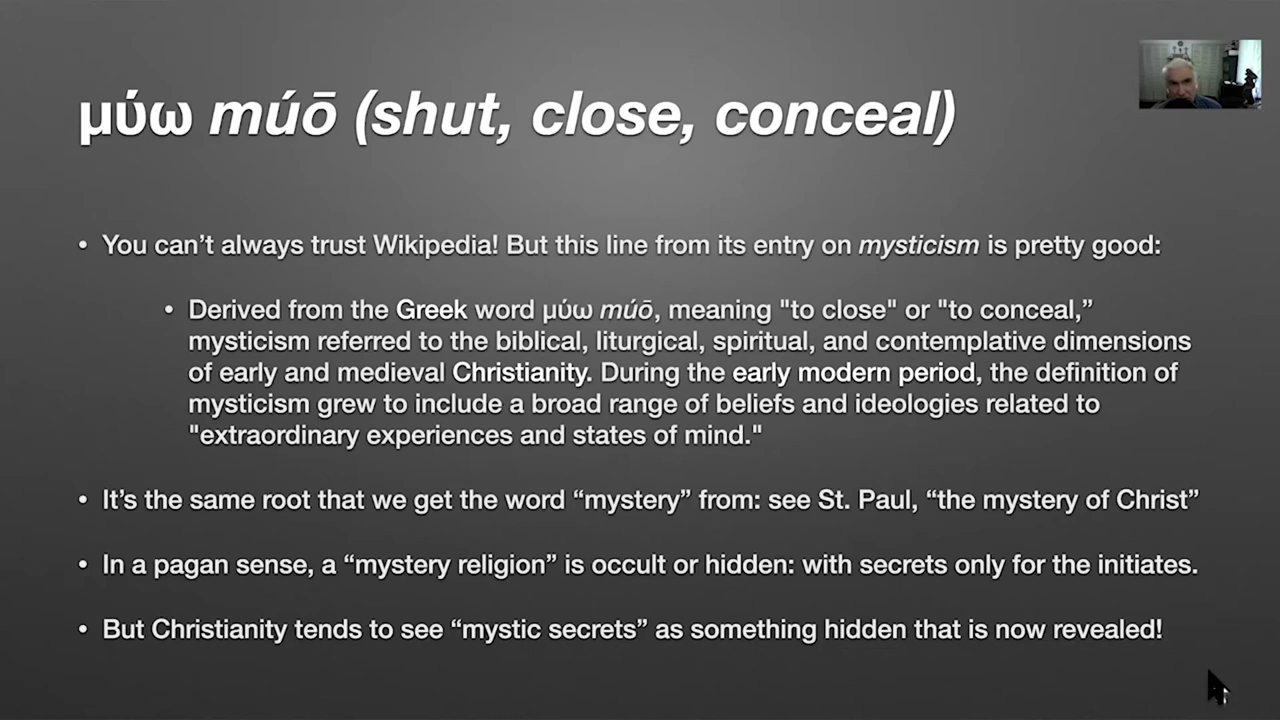 μύω múō (shut, close, conceal)
• You can’t always trust Wikipedia! But this line from its entry on mysticism is pretty good:
• Derived from the Greek word μύω múō, meaning "to close" or "to conceal,”
mysticism referred to the biblical, liturgical, spiritual, and contemplative dimensions
of early and medieval Christianity. During the early modern period, the definition of
mysticism grew to include a broad range of beliefs and ideologies related to
"extraordinary experiences and states of mind."
• It’s the same root that we get the word “mystery” from: see St. Paul, “the mystery of Christ”
• In a pagan sense, a “mystery religion” is occult or hidden: with secrets only for the initiates.
• But Christianity tends to see “mystic secrets” as something hidden that is now revealed!